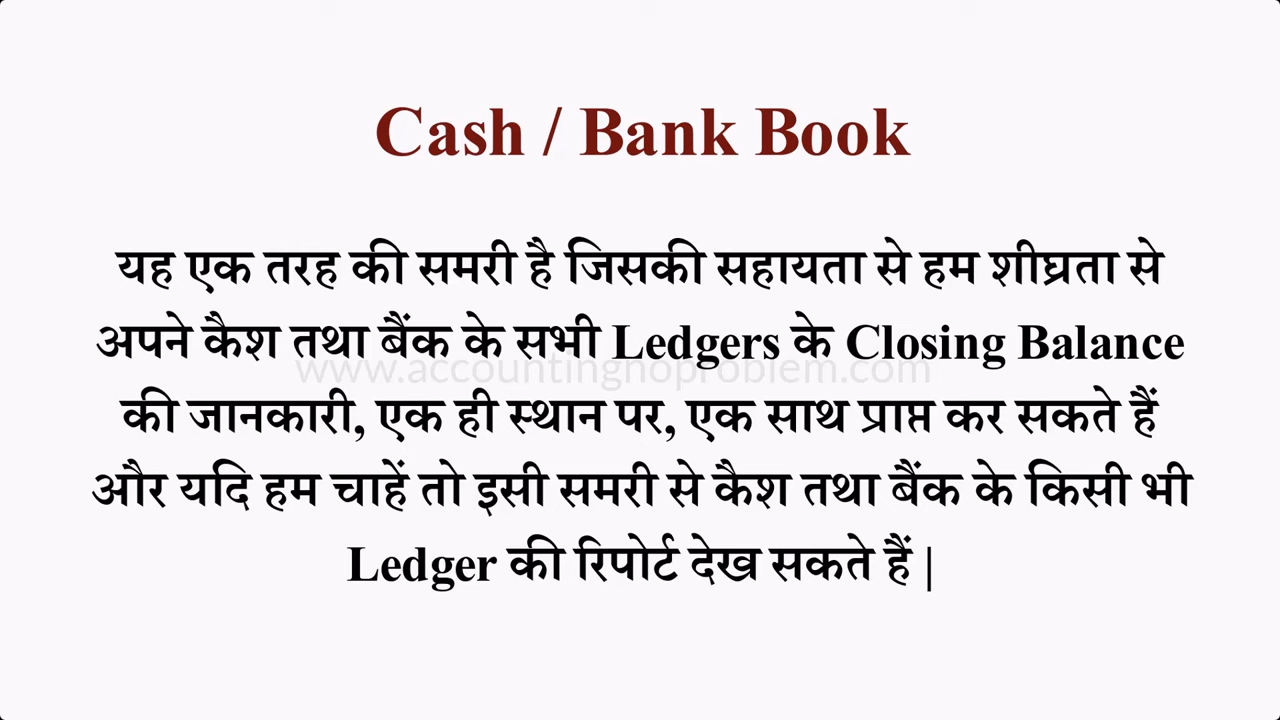 Cash / Bank Book
यह एक तरह की समरी है जिसकी सहायता से हम शीघ्रता से
अपने कैश तथा बैंक के सभी Ledgers के Closing Balance
www.accountingnoproblem.com
की जानकारी, एक ही स्थान पर, एक साथ प्राप्त कर सकते हैं
और यदि हम चाहें तो इसी समरी से कैश तथा बैंक के किसी भी
Ledger की रिपोर्ट देख सकते हैं |